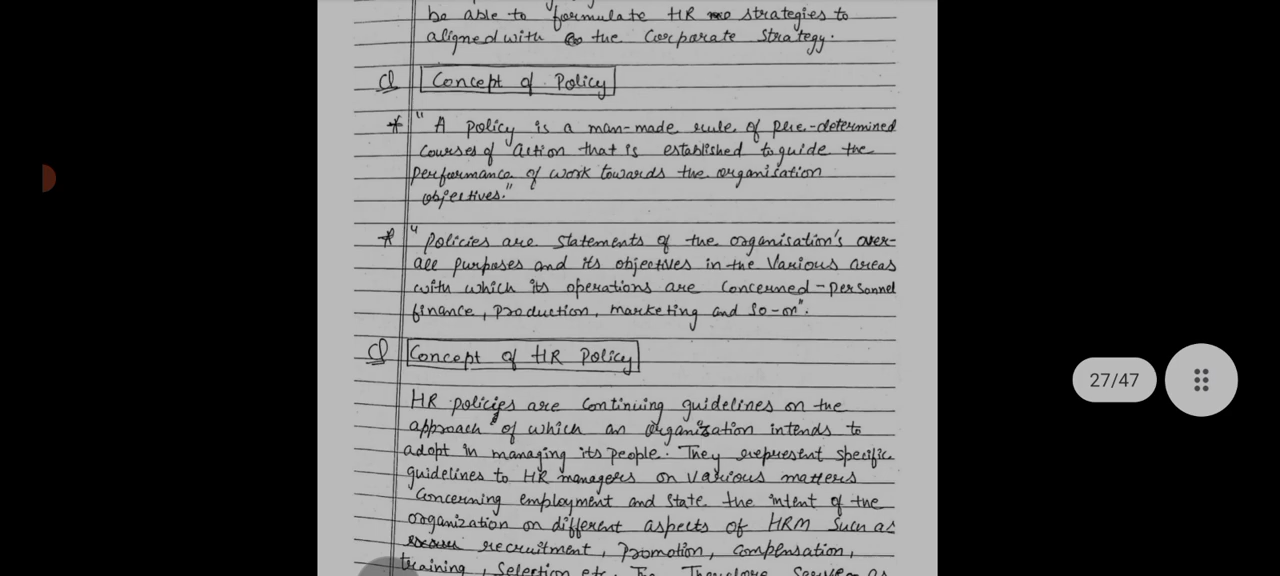 be able to formulate HR strategies to
aligned with the Corporate Strategy.
Q Concept of Policy
* "A policy is a man-made rule of pre-determined
courses of action that is established to guide the
performance of work towards the organisation
objectives."
* "Policies are statements of the organisation's over-
all purposes and its objectives in the various areas
with which its operations are concerned - personnel
finance, production, marketing and so-on".
Q Concept of HR Policy
HR policies are continuing guidelines on the
approach of which an organization intends to
adopt in managing its people. They represent specific
guidelines to HR managers on various matters
concerning employment and state the intent of the
organization on different aspects of HRM such as
recruitment, promotion, compensation,
training, Selection etc. Therefore serve as
27/47